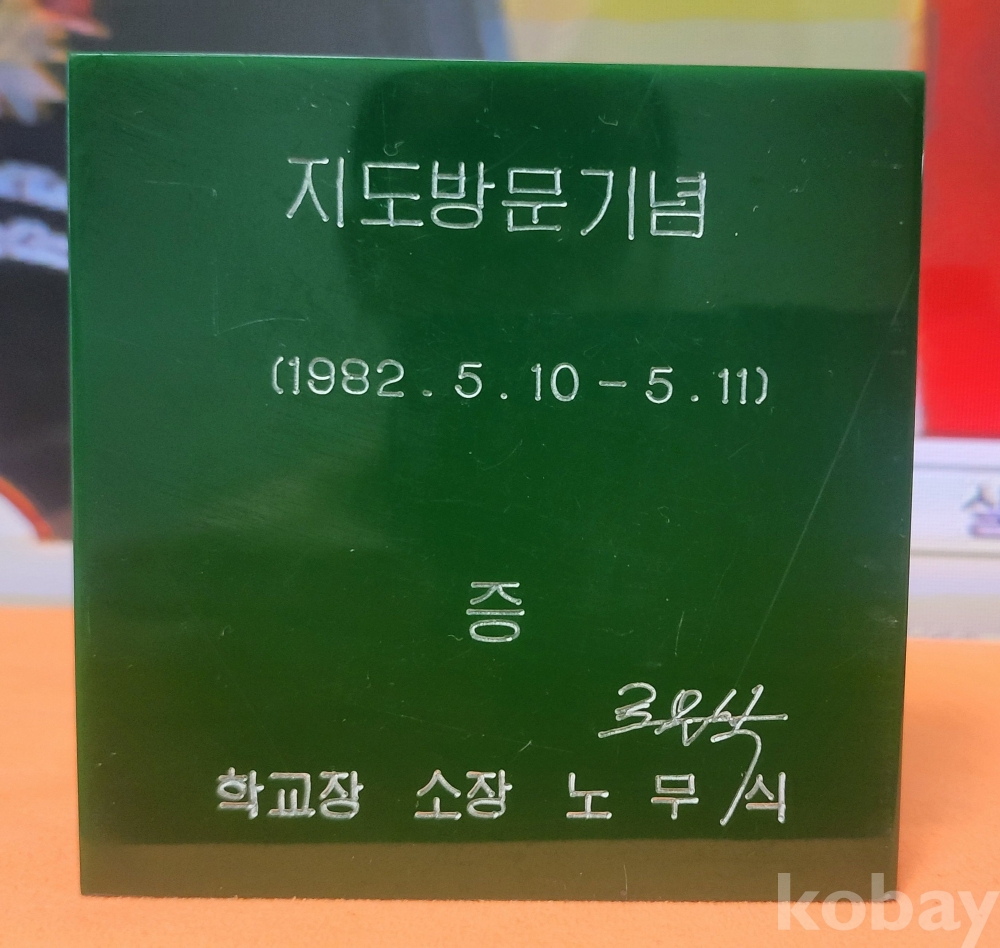 지도방문기념
(1982.5.10-5.11)
증
학교장 소장 노무식
kobay